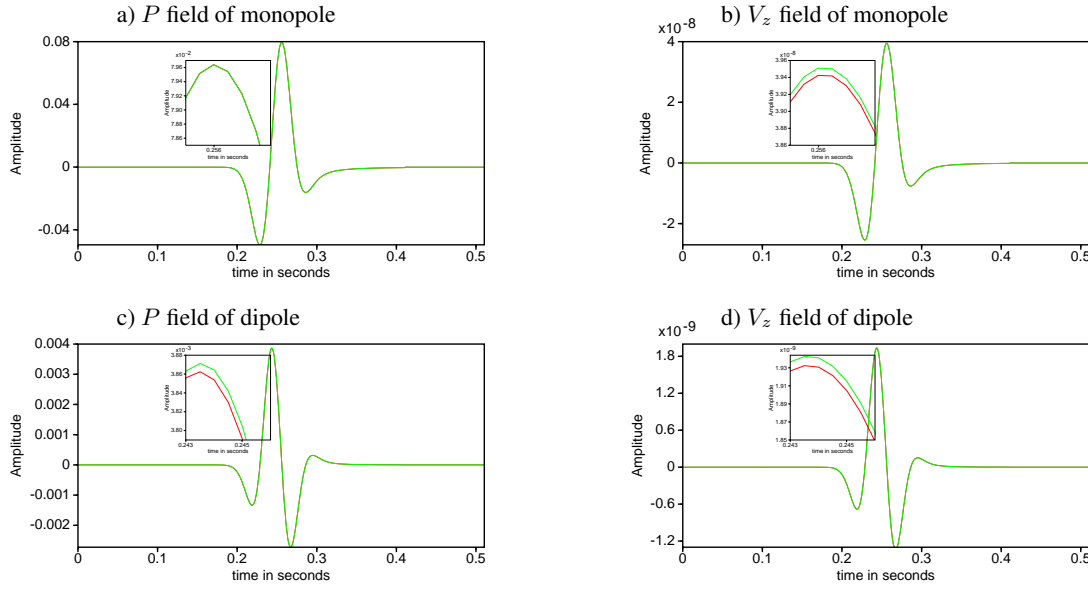 a) P field of monopole
0.08
0.04
0
-0.04
Amplitude
0 0.1 0.2 0.3 0.4 0.5
time in seconds
x10^-2
7.96
7.94
7.92
7.90
7.88
7.86
Amplitude
0.256
time in seconds
b) V_z field of monopole
×10^-8
4
2
0
-2
Amplitude
0 0.1 0.2 0.3 0.4 0.5
time in seconds
x10^-8
3.96
3.94
3.92
3.90
3.88
3.86
Amplitude
0.256
time in seconds
c) P field of dipole
0.004
0.003
0.002
0.001
0
-0.001
-0.002
Amplitude
0 0.1 0.2 0.3 0.4 0.5
time in seconds
x10^-3
3.88
3.86
3.84
3.82
3.80
Amplitude
0.243 0.245
time in seconds
d) V_z field of dipole
×10^-9
1.8
1.2
0.6
0
-0.6
-1.2
Amplitude
0 0.1 0.2 0.3 0.4 0.5
time in seconds
x10^-9
1.93
1.91
1.89
1.87
1.85
Amplitude
0.243 0.245
time in seconds